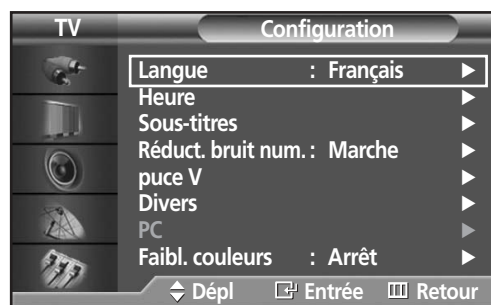 TV Configuration
Langue : Français
Heure
Sous-titres
Réduct. bruit num. : Marche
puce V
Divers
PC
Faibl. couleurs : Arrêt
Dépl Entrée Retour